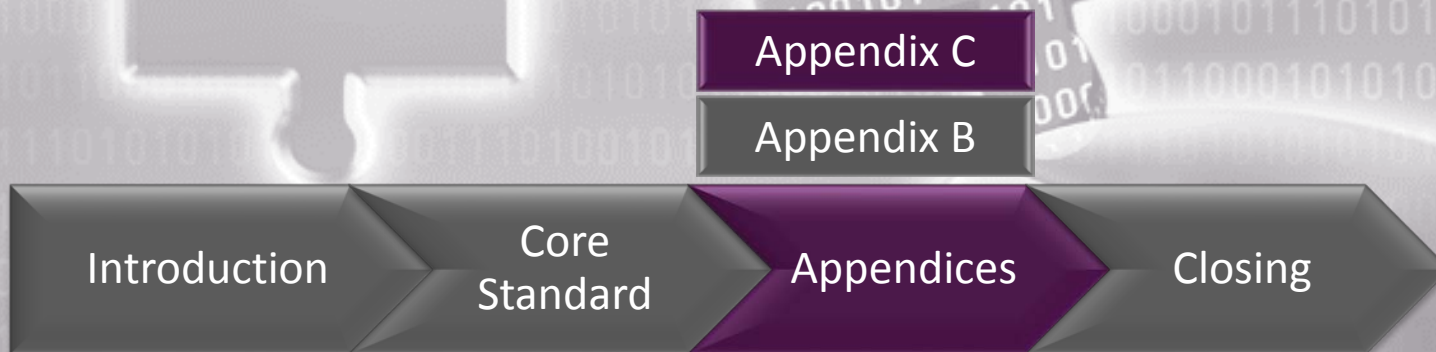 Appendix C
Appendix B
Introduction
Core
Standard
Appendices
Closing